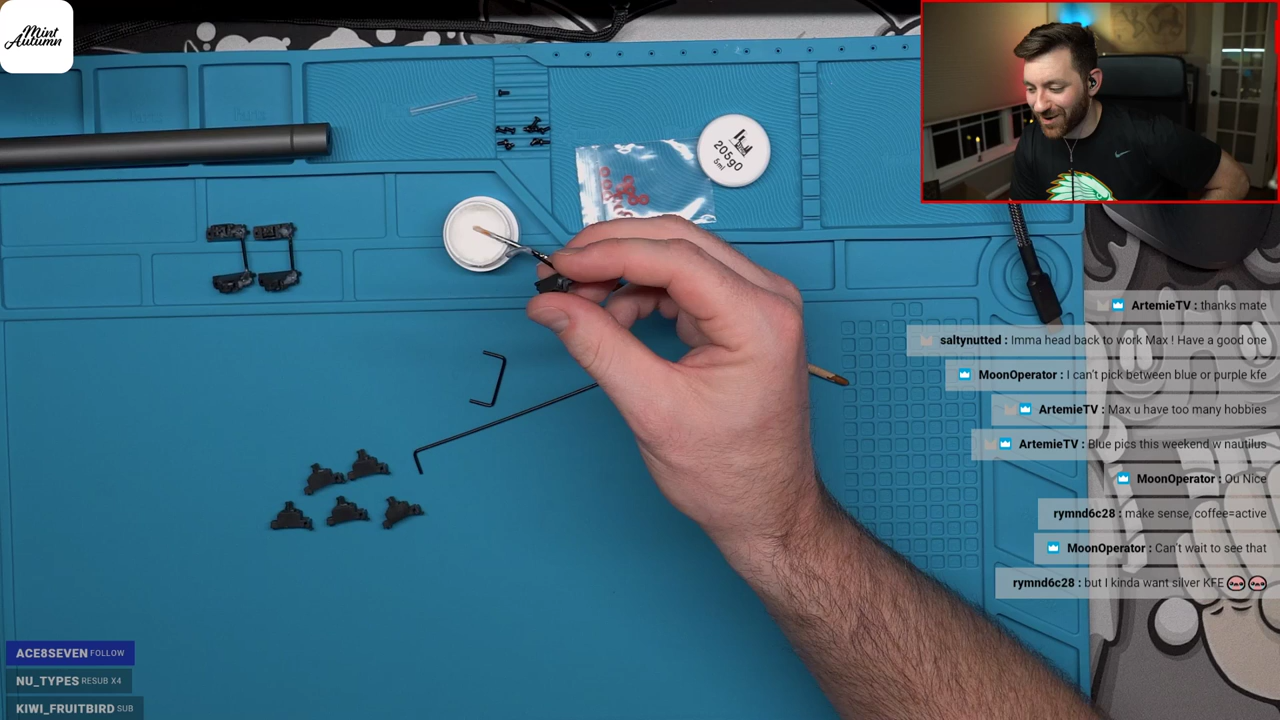 Mint
Autumn
205g0
5ml
ArtemieTV : thanks mate
saltynutted : Imma head back to work Max ! Have a good one
MoonOperator : I can't pick between blue or purple kfe
ArtemieTV : Max u have too many hobbies
ArtemieTV : Blue pics this weekend w nautilus
MoonOperator : Ou Nice
rymnd6c28 : make sense, coffee=active
MoonOperator : Can't wait to see that
rymnd6c28 : but I kinda want silver KFE
ACE8SEVEN FOLLOW
NU_TYPES RESUB X4
KIWI_FRUITBIRD SUB